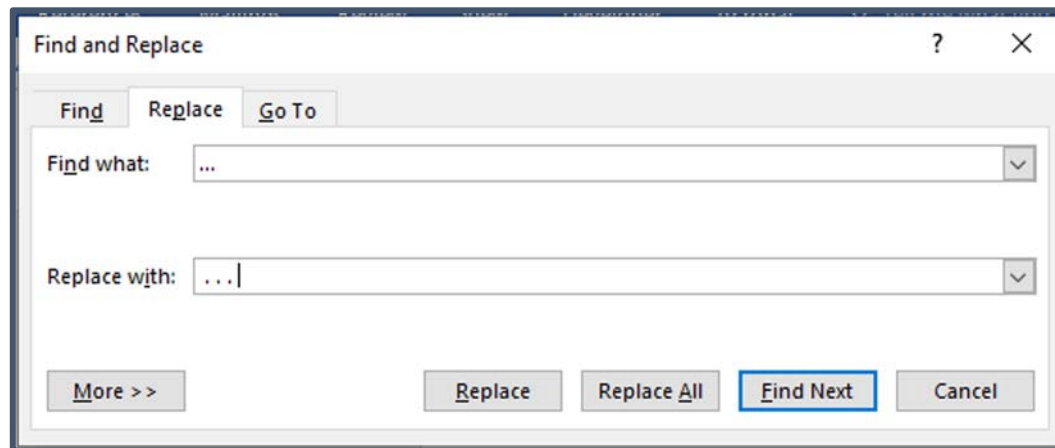 Find and Replace ? X
Find Replace Go To
Find what: ...
Replace with: . . .
More >> Replace Replace All Find Next Cancel